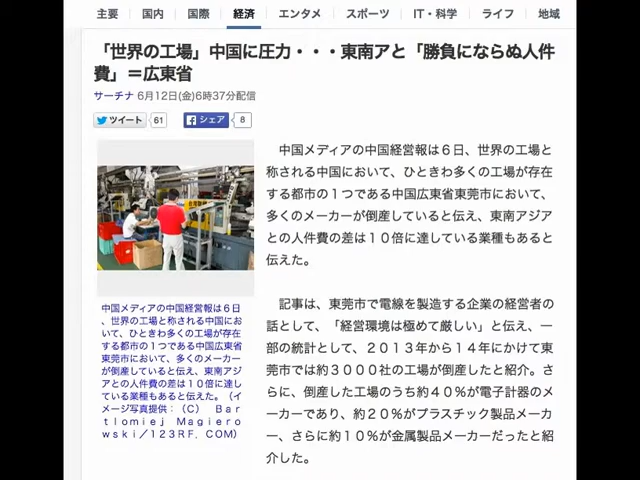 主要 国内 国際 経済 エンタメ スポーツ IT・科学 ライフ 地域
「世界の工場」中国に圧力・・・東南アと「勝負にならぬ人件
費」＝広東省
サーチナ 6月12日(金)6時37分配信
ツイート 61 シェア 8
中国メディアの中国経営報は６日、世界の工場と
称される中国において、ひときわ多くの工場が存在
する都市の１つである中国広東省東莞市において、
多くのメーカーが倒産していると伝え、東南アジア
との人件費の差は１０倍に達している業種もあると
伝えた。
記事は、東莞市で電線を製造する企業の経営者の
話として、「経営環境は極めて厳しい」と伝え、一
部の統計として、２０１３年から１４年にかけて東
莞市では約３０００社の工場が倒産したと紹介。さ
らに、倒産した工場のうち約４０％が電子計器のメ
ーカーであり、約２０％がプラスチック製品メーカ
ー、さらに約１０％が金属製品メーカーだったと紹
介した。
中国メディアの中国経営報は６日
、世界の工場と称される中国にお
いて、ひときわ多くの工場が存在
する都市の１つである中国広東省
東莞市において、多くのメーカー
が倒産していると伝え、東南アジ
アとの人件費の差は１０倍に達し
ている業種もあると伝えた。（イ
メージ写真提供：（Ｃ） Ｂａｒ
ｔｌｏｍｉｅｊ Ｍａｇｉｅｒｏ
ｗｓｋｉ／１２３ＲＦ．ＣＯＭ）